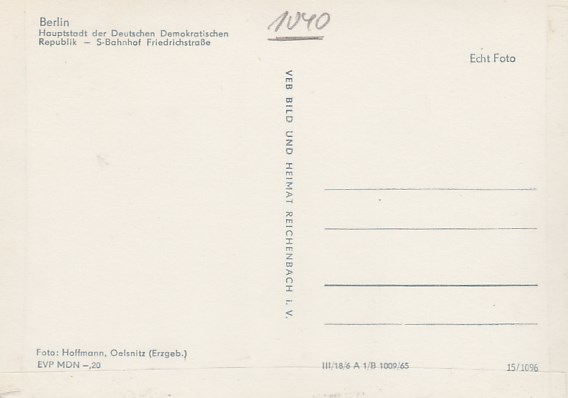 Berlin
Hauptstadt der Deutschen Demokratischen
Republik – S-Bahnhof Friedrichstraße
1040
Echt Foto
VEB BILD UND HEIMAT REICHENBACH i. V.
Foto: Hoffmann, Oelsnitz (Erzgeb.)
EVP MDN –,20
III/18/6 A 1/B 1009/65
15/1096